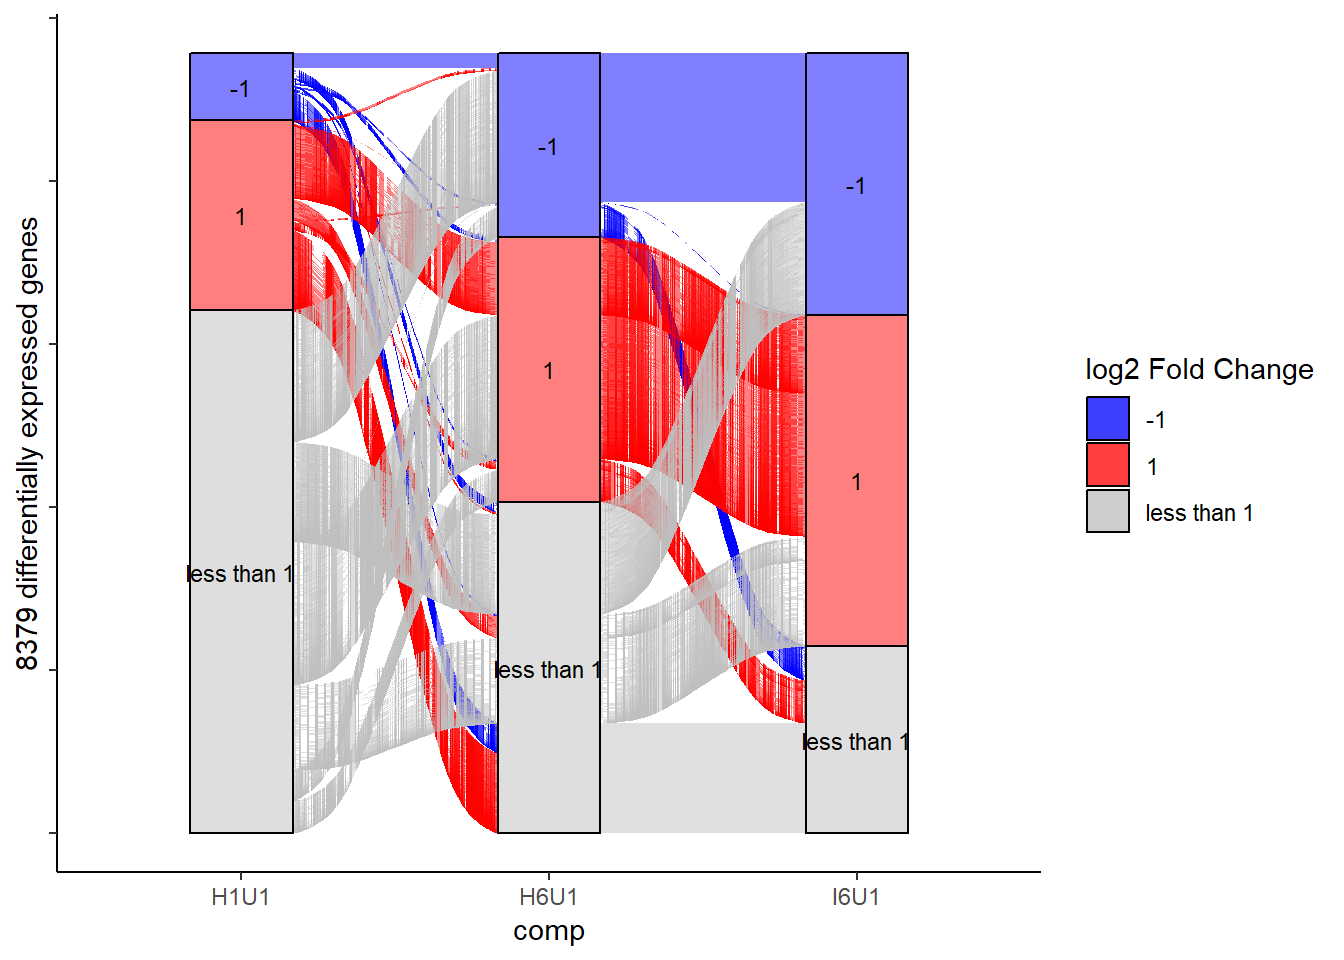 8379 differentially expressed genes
-1
1
less than 1
-1
1
less than 1
-1
1
less than 1
H1U1
H6U1
I6U1
comp
log2 Fold Change
-1
1
less than 1